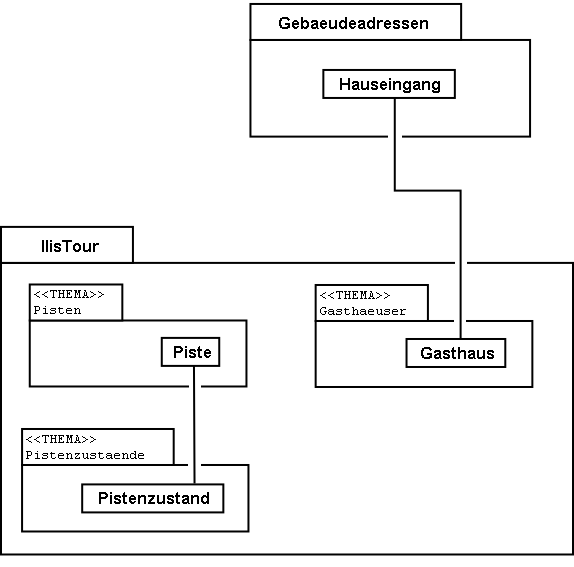 Gebaeudeadressen
Hauseingang
IlisTour
<<THEMA>>
Pisten
Piste
<<THEMA>>
Gasthaeuser
Gasthaus
<<THEMA>>
Pistenzustaende
Pistenzustand